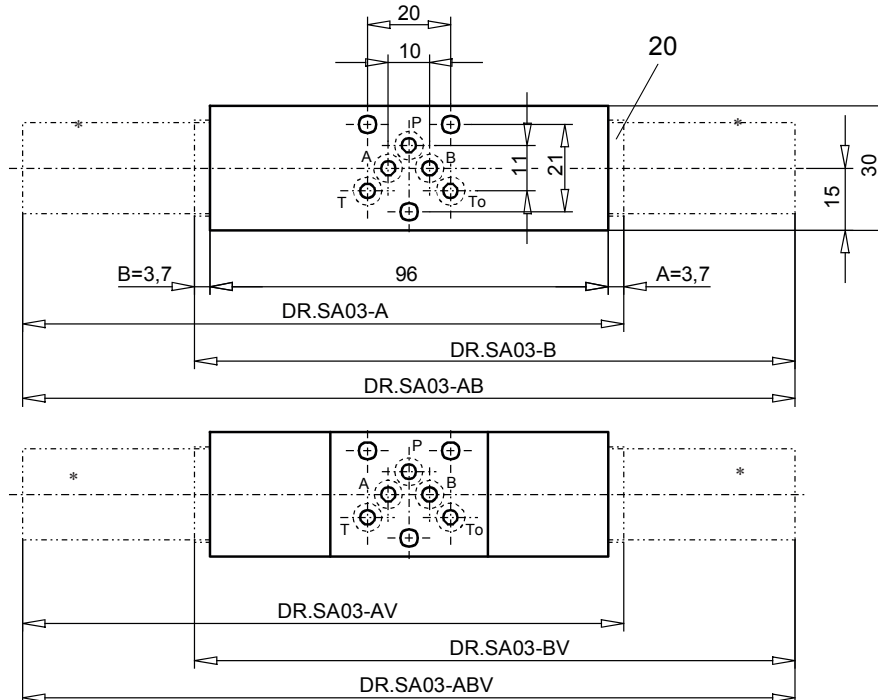 20
10
20
*
*
P
A
B
T
To
11
21
15
30
B=3,7
96
A=3,7
DR.SA03-A
DR.SA03-B
DR.SA03-AB
P
*
*
A
B
T
To
DR.SA03-AV
DR.SA03-BV
DR.SA03-ABV